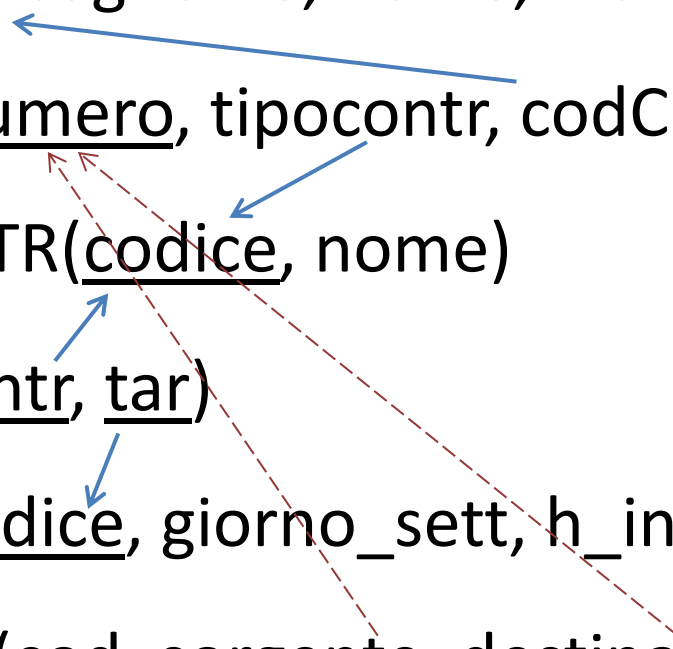 umero, tipocontr, codC
TR(codice, nome)
ntr, tar)
dice, giorno_sett, h_in